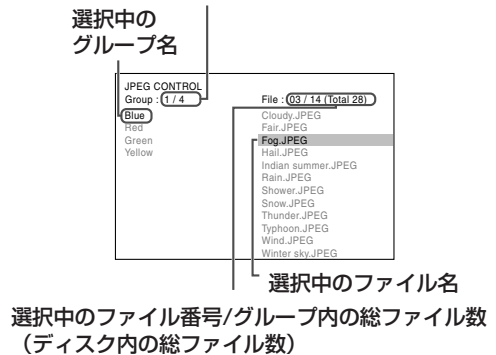 選択中の
グループ名
JPEG CONTROL
Group : 1 / 4
File : 03 / 14 (Total 28)
Blue
Red
Green
Yellow
Cloudy.JPEG
Fair.JPEG
Fog.JPEG
Hail.JPEG
Indian summer.JPEG
Rain.JPEG
Shower.JPEG
Snow.JPEG
Thunder.JPEG
Typhoon.JPEG
Wind.JPEG
Winter sky.JPEG
選択中のファイル名
選択中のファイル番号/グループ内の総ファイル数
（ディスク内の総ファイル数）